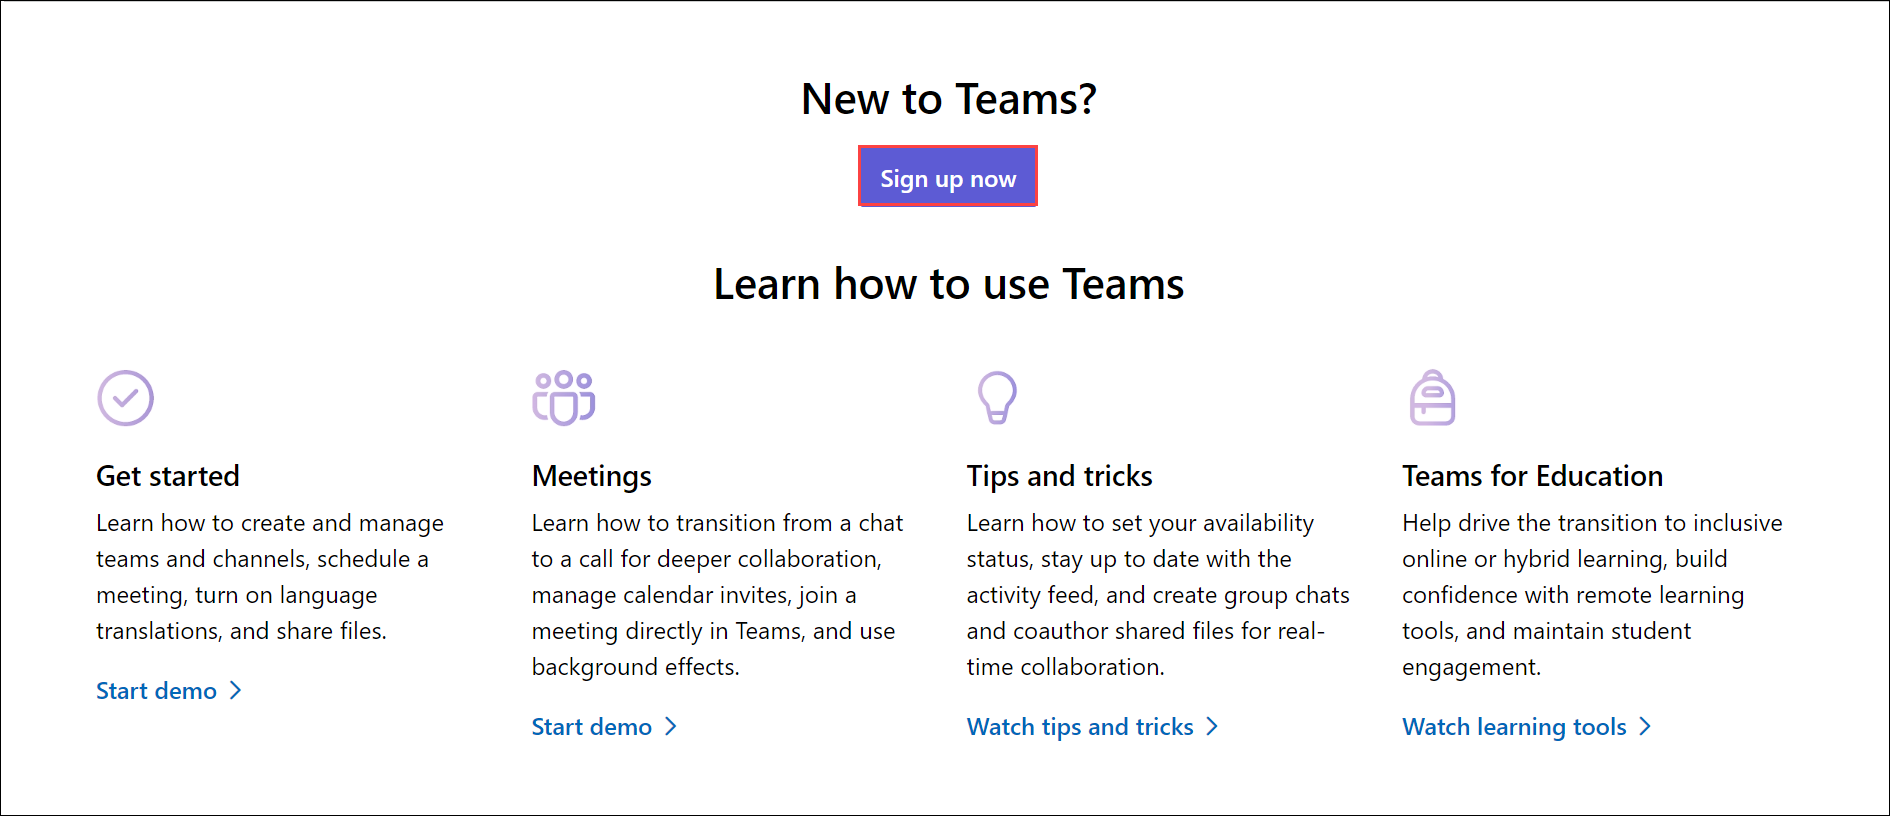 New to Teams?
Sign up now
Learn how to use Teams
Get started
Learn how to create and manage
teams and channels, schedule a
meeting, turn on language
translations, and share files.
Start demo
Meetings
Learn how to transition from a chat
to a call for deeper collaboration,
manage calendar invites, join a
meeting directly in Teams, and use
background effects.
Start demo
Tips and tricks
Learn how to set your availability
status, stay up to date with the
activity feed, and create group chats
and coauthor shared files for real-
time collaboration.
Watch tips and tricks
Teams for Education
Help drive the transition to inclusive
online or hybrid learning, build
confidence with remote learning
tools, and maintain student
engagement.
Watch learning tools